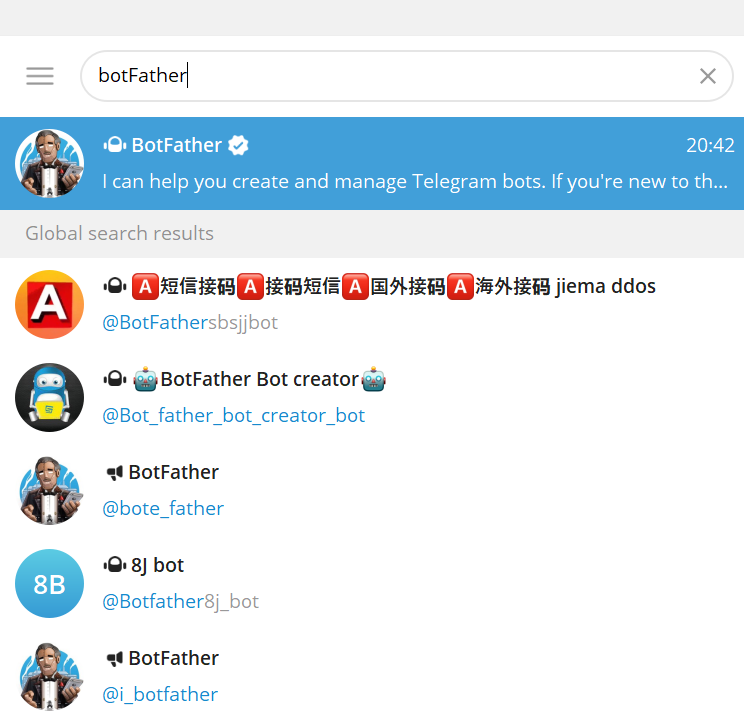 botFather
BotFather
20:42
I can help you create and manage Telegram bots. If you're new to th...
Global search results
🅰短信接码🅰接码短信🅰国外接码🅰海外接码 jiema ddos
@BotFathersbsjjbot
🤖BotFather Bot creator🤖
@Bot_father_bot_creator_bot
BotFather
@bote_father
8B
8J bot
@Botfather8j_bot
BotFather
@i_botfather